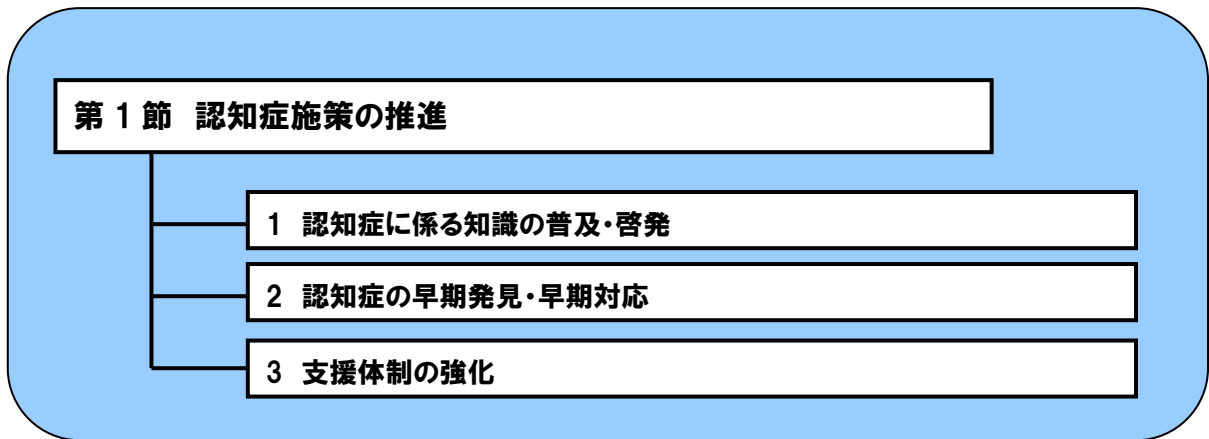 第1節 認知症施策の推進
1 認知症に係る知識の普及・啓発
2 認知症の早期発見・早期対応
3 支援体制の強化